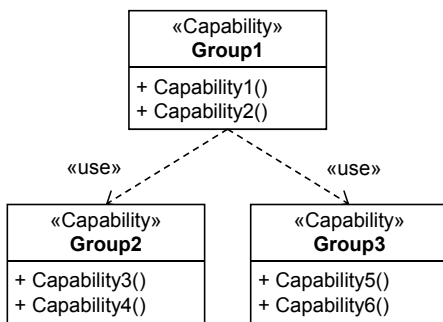 «Capability»
Group1
+ Capability1()
+ Capability2()
«use»
«use»
«Capability»
Group2
+ Capability3()
+ Capability4()
«Capability»
Group3
+ Capability5()
+ Capability6()